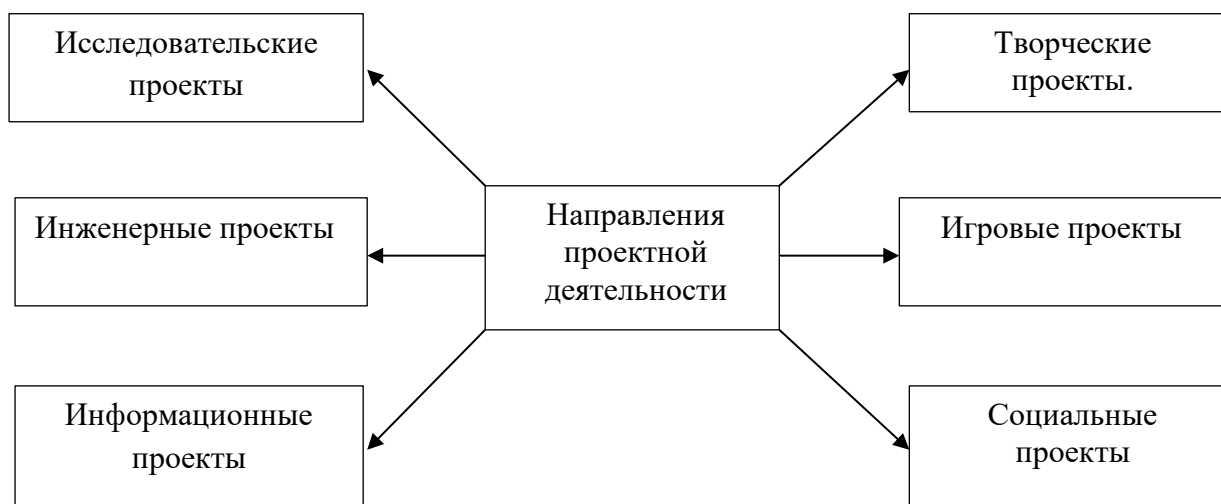 Исследовательские
проекты
Творческие
проекты.
Инженерные проекты
Направления
проектной
деятельности
Игровые проекты
Информационные
проекты
Социальные
проекты